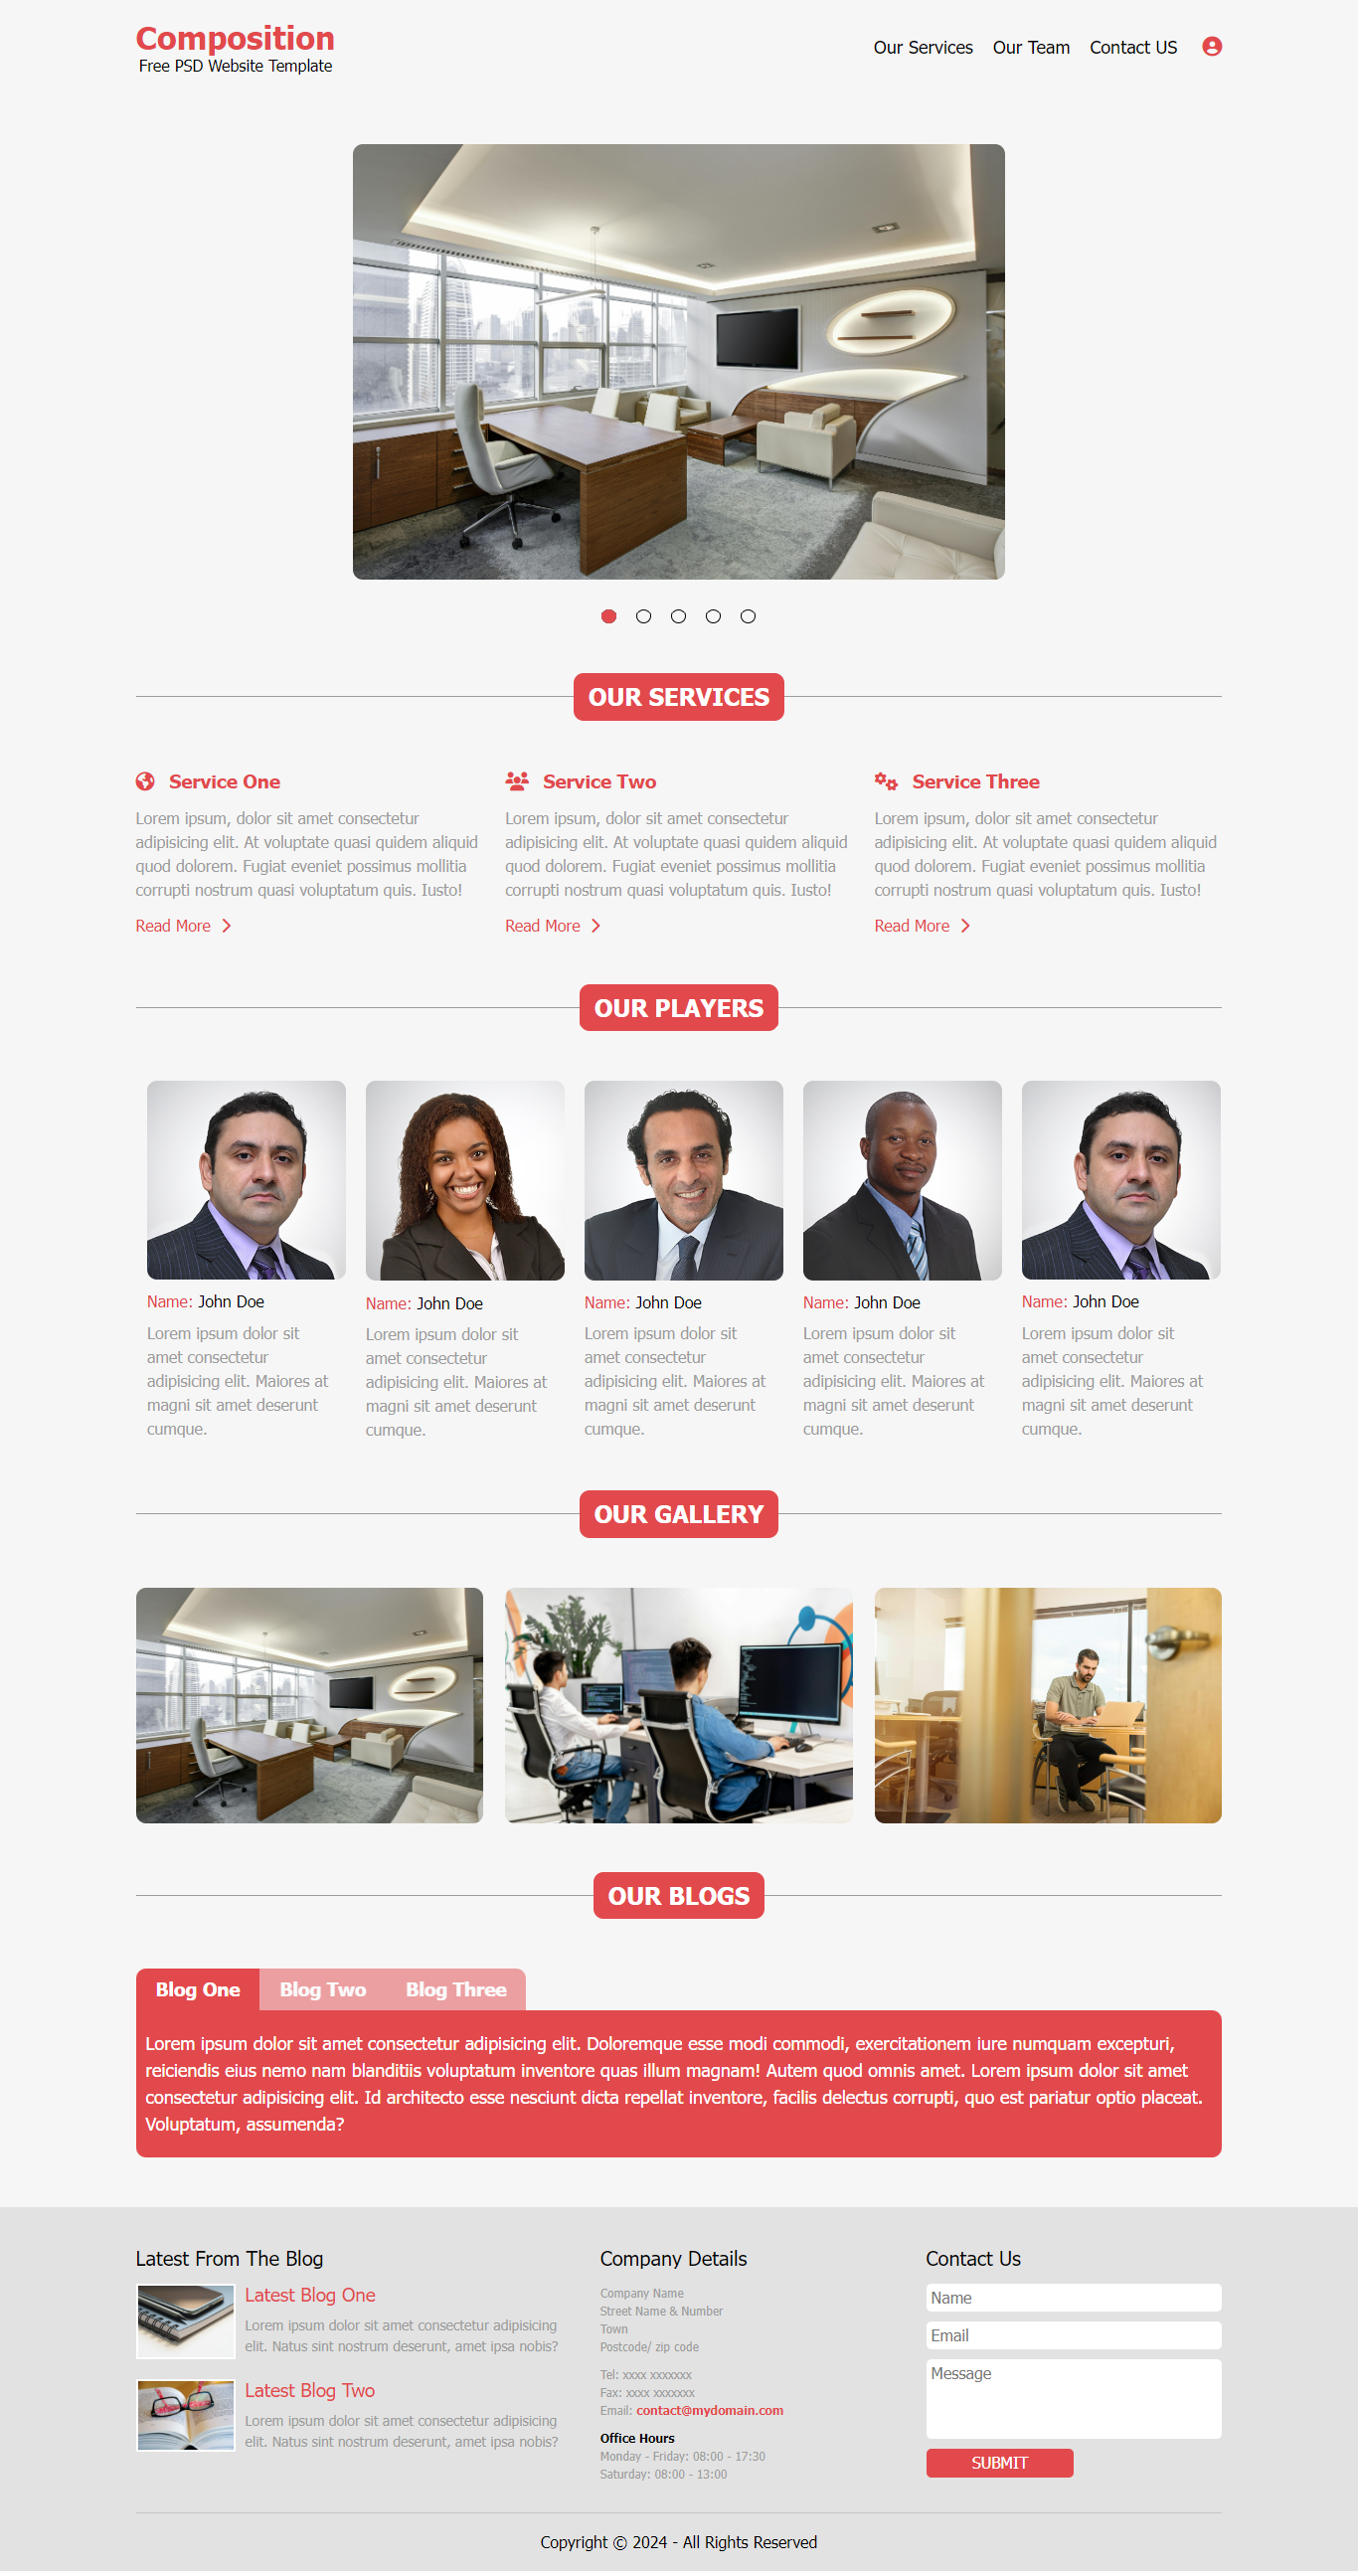 Composition
Free PSD Website Template
Our Services Our Team Contact US
OUR SERVICES
Service One
Lorem ipsum, dolor sit amet consectetur
adipisicing elit. At voluptate quasi quidem aliquid
quod dolorem. Fugiat eveniet possimus mollitia
corrupti nostrum quasi voluptatum quis. Iusto!
Read More
Service Two
Lorem ipsum, dolor sit amet consectetur
adipisicing elit. At voluptate quasi quidem aliquid
quod dolorem. Fugiat eveniet possimus mollitia
corrupti nostrum quasi voluptatum quis. Iusto!
Read More
Service Three
Lorem ipsum, dolor sit amet consectetur
adipisicing elit. At voluptate quasi quidem aliquid
quod dolorem. Fugiat eveniet possimus mollitia
corrupti nostrum quasi voluptatum quis. Iusto!
Read More
OUR PLAYERS
Name: John Doe
Lorem ipsum dolor sit
amet consectetur
adipisicing elit. Maiores at
magni sit amet deserunt
cumque.
Name: John Doe
Lorem ipsum dolor sit
amet consectetur
adipisicing elit. Maiores at
magni sit amet deserunt
cumque.
Name: John Doe
Lorem ipsum dolor sit
amet consectetur
adipisicing elit. Maiores at
magni sit amet deserunt
cumque.
Name: John Doe
Lorem ipsum dolor sit
amet consectetur
adipisicing elit. Maiores at
magni sit amet deserunt
cumque.
Name: John Doe
Lorem ipsum dolor sit
amet consectetur
adipisicing elit. Maiores at
magni sit amet deserunt
cumque.
OUR GALLERY
OUR BLOGS
Blog One Blog Two Blog Three
Lorem ipsum dolor sit amet consectetur adipisicing elit. Doloremque esse modi commodi, exercitationem iure numquam excepturi,
reiciendis eius nemo nam blanditiis voluptatum inventore quas illum magnam! Autem quod omnis amet. Lorem ipsum dolor sit amet
consectetur adipisicing elit. Id architecto esse nesciunt dicta repellat inventore, facilis delectus corrupti, quo est pariatur optio placeat.
Voluptatum, assumenda?
Latest From The Blog
Latest Blog One
Lorem ipsum dolor sit amet consectetur adipisicing
elit. Natus sint nostrum deserunt, amet ipsa nobis?
Latest Blog Two
Lorem ipsum dolor sit amet consectetur adipisicing
elit. Natus sint nostrum deserunt, amet ipsa nobis?
Company Details
Company Name
Street Name & Number
Town
Postcode/ zip code
Tel: xxxx xxxxxxx
Fax: xxxx xxxxxxx
Email: contact@mydomain.com
Office Hours
Monday - Friday: 08:00 - 17:30
Saturday: 08:00 - 13:00
Contact Us
Name
Email
Message
SUBMIT
Copyright © 2024 - All Rights Reserved